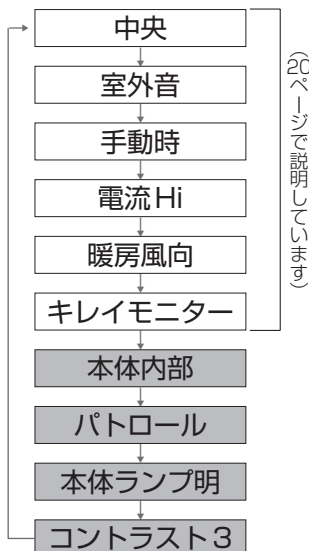 中央
室外音
手動時
電流Hi
暖房風向
キレイモニター
本体内部
パトロール
本体ランプ明
コントラスト3
(20ページで説明しています)